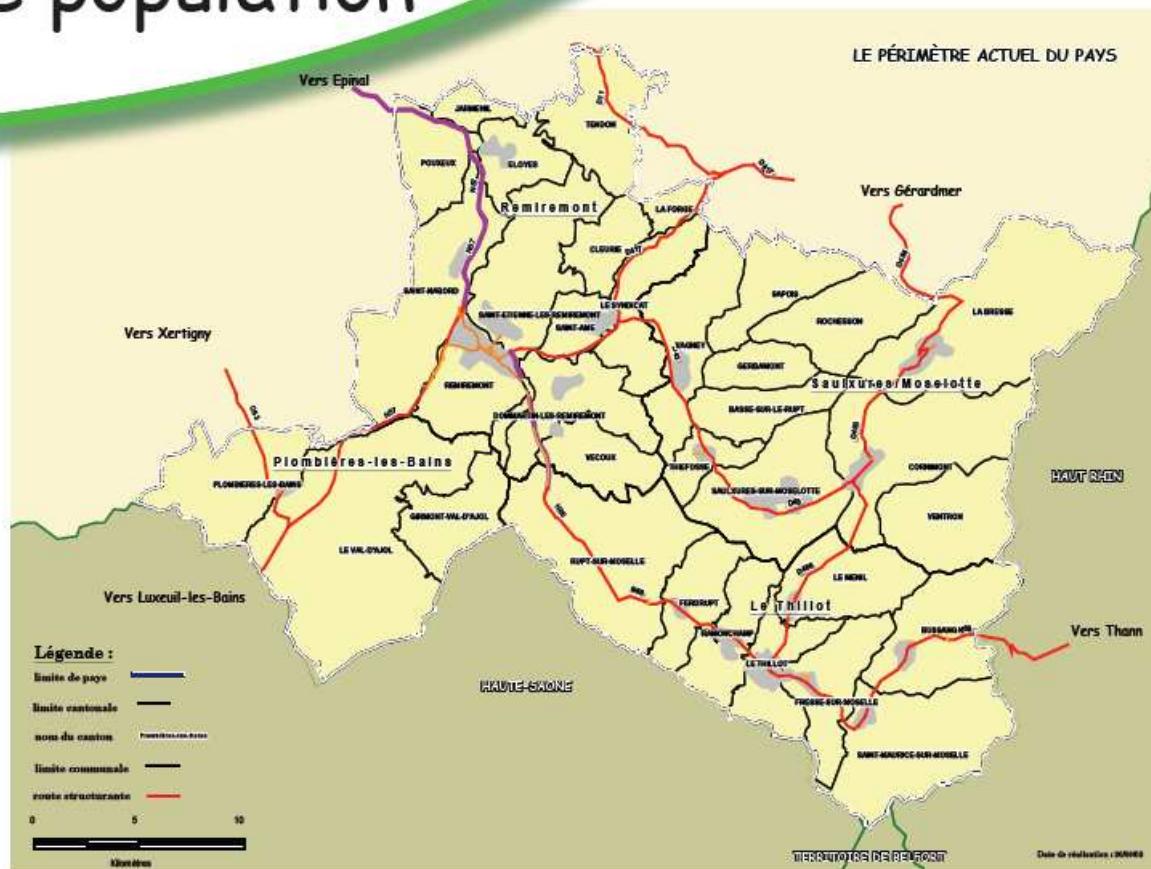 population
LE PÉRIMÈTRE ACTUEL DU PAYS
Vers Epinal
JARMENIL
TENDON
POUXEUX
ELOYES
Vers Gérardmer
Remiremont
LA FORGE
CLEURIE
SAINT-NABORD
LE SYNDICAT
SAPOIS
LA BRESSE
SAINT-ETIENNE-LES-REMIREMONT
SAINT-AME
ROCHESSON
Vers Xertigny
VAGNEY
GERBAMONT
REMIREMONT
Saulxures/Moselotte
DOMMARTIN-LES-REMIREMONT
BASSE-SUR-LE-RUPT
VECOUX
Plombières-les-Bains
THIEFOSSE
CORNIMONT
HAUT RHIN
PLOMBIERES-LES-BAINS
SAULXURES-SUR-MOSELOTTE
GIRMONT-VAL-D'AJOL
VENTRON
LE VAL-D'AJOL
RUPT-SUR-MOSELLE
LE MENIL
Vers Luxeuil-les-Bains
FERDRUPT
Le Thillot
RAMONCHAMP
BUSSANG
Vers Thann
LE THILLOT
HAUTE-SAONE
FRESSE-SUR-MOSELLE
SAINT-MAURICE-SUR-MOSELLE
Légende :
limite de pays
limite cantonale
nom du canton
limite communale
route structurante
0 5 10
Kilomètres
TERRITOIRE DE BELFORT
Date de réalisation :